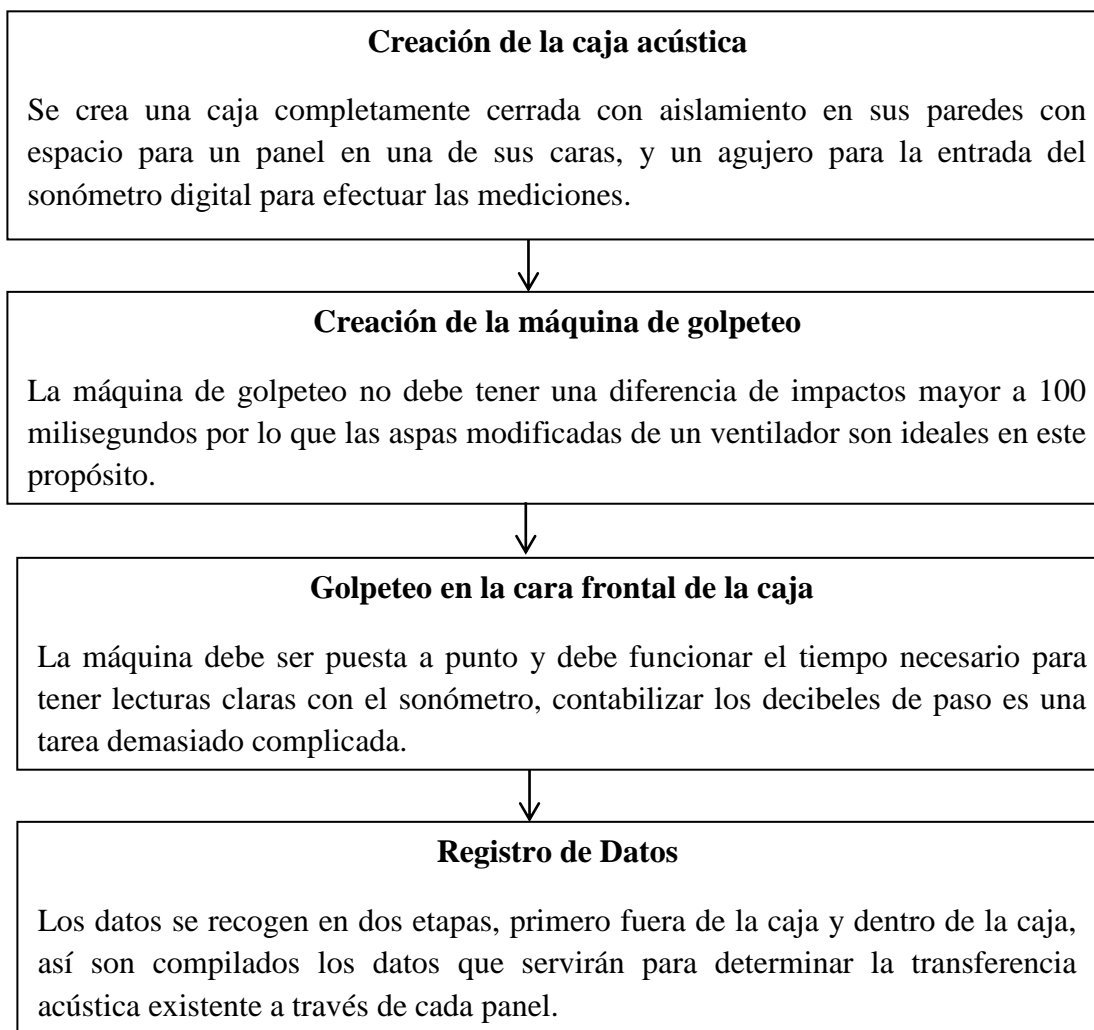 Creación de la caja acústica
Se crea una caja completamente cerrada con aislamiento en sus paredes con
espacio para un panel en una de sus caras, y un agujero para la entrada del
sonómetro digital para efectuar las mediciones.
Creación de la máquina de golpeteo
La máquina de golpeteo no debe tener una diferencia de impactos mayor a 100
milisegundos por lo que las aspas modificadas de un ventilador son ideales en este
propósito.
Golpeteo en la cara frontal de la caja
La máquina debe ser puesta a punto y debe funcionar el tiempo necesario para
tener lecturas claras con el sonómetro, contabilizar los decibeles de paso es una
tarea demasiado complicada.
Registro de Datos
Los datos se recogen en dos etapas, primero fuera de la caja y dentro de la caja,
así son compilados los datos que servirán para determinar la transferencia
acústica existente a través de cada panel.